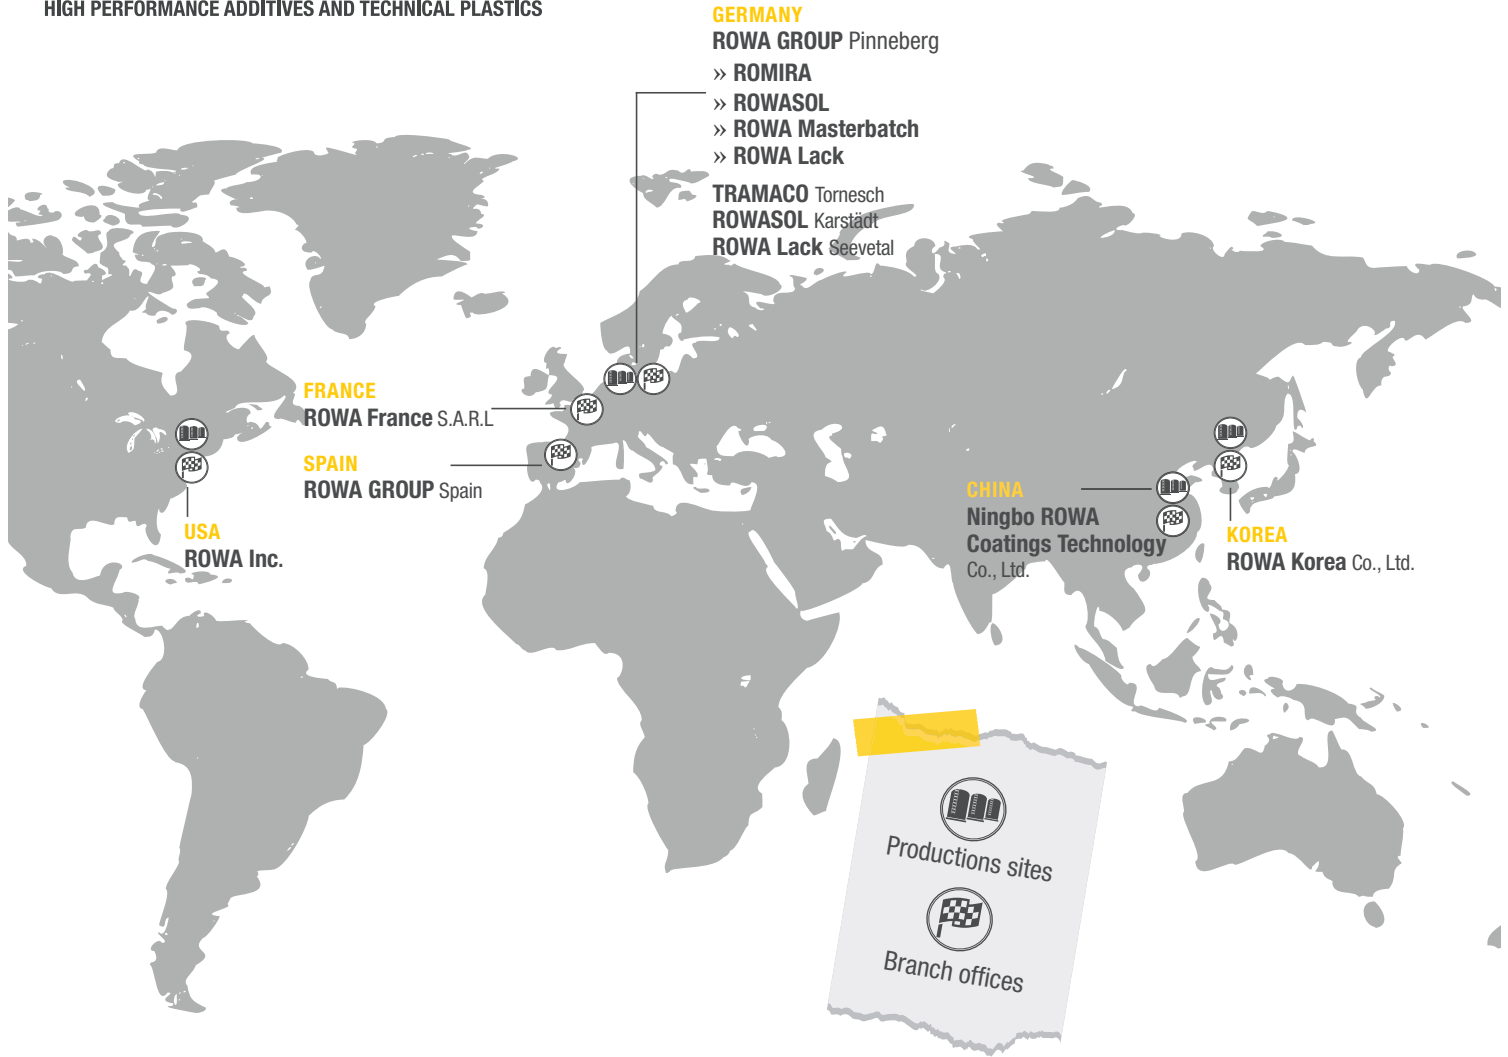 HIGH PERFORMANCE ADDITIVES AND TECHNICAL PLASTICS
GERMANY
ROWA GROUP Pinneberg
» ROMIRA
» ROWASOL
» ROWA Masterbatch
» ROWA Lack
TRAMACO Tornesch
ROWASOL Karstädt
ROWA Lack Seevetal
FRANCE
ROWA France S.A.R.L
SPAIN
ROWA GROUP Spain
USA
ROWA Inc.
CHINA
Ningbo ROWA
Coatings Technology
Co., Ltd.
KOREA
ROWA Korea Co., Ltd.
Productions sites
Branch offices